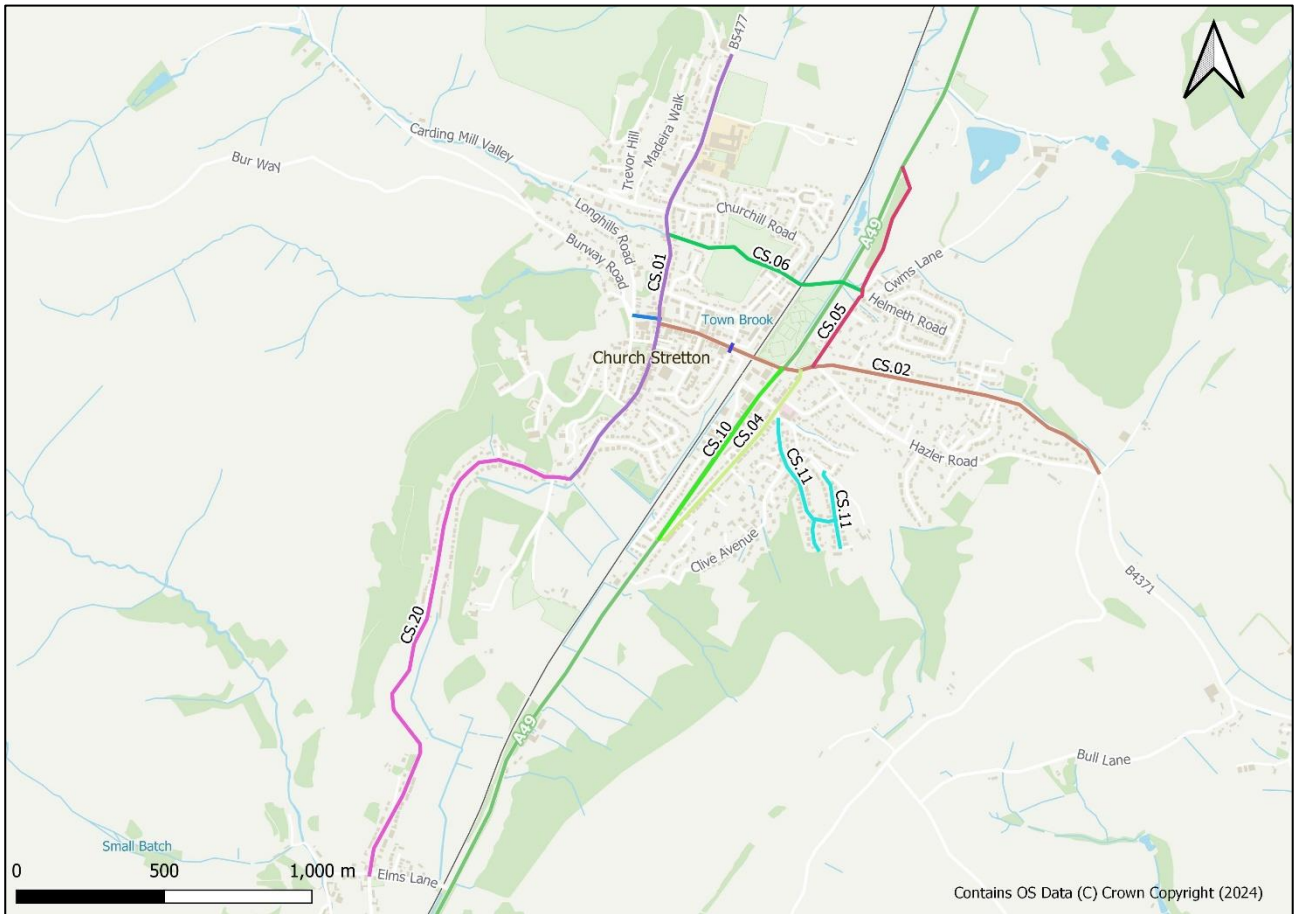 B5477
Carding Mill Valley
Bur Way
Trevor Hill
Madeira Walk
Longhills Road
Burway Road
Churchill Road
CS.01
CS.06
A49
Cwms Lane
Helmeth Road
CS.05
Town Brook
Church Stretton
CS.02
CS.10
CS.04
Hazler Road
CS.11
CS.11
Clive Avenue
B4371
CS.20
A49
Bull Lane
Small Batch
Elms Lane
0 500 1,000 m
Contains OS Data (C) Crown Copyright (2024)